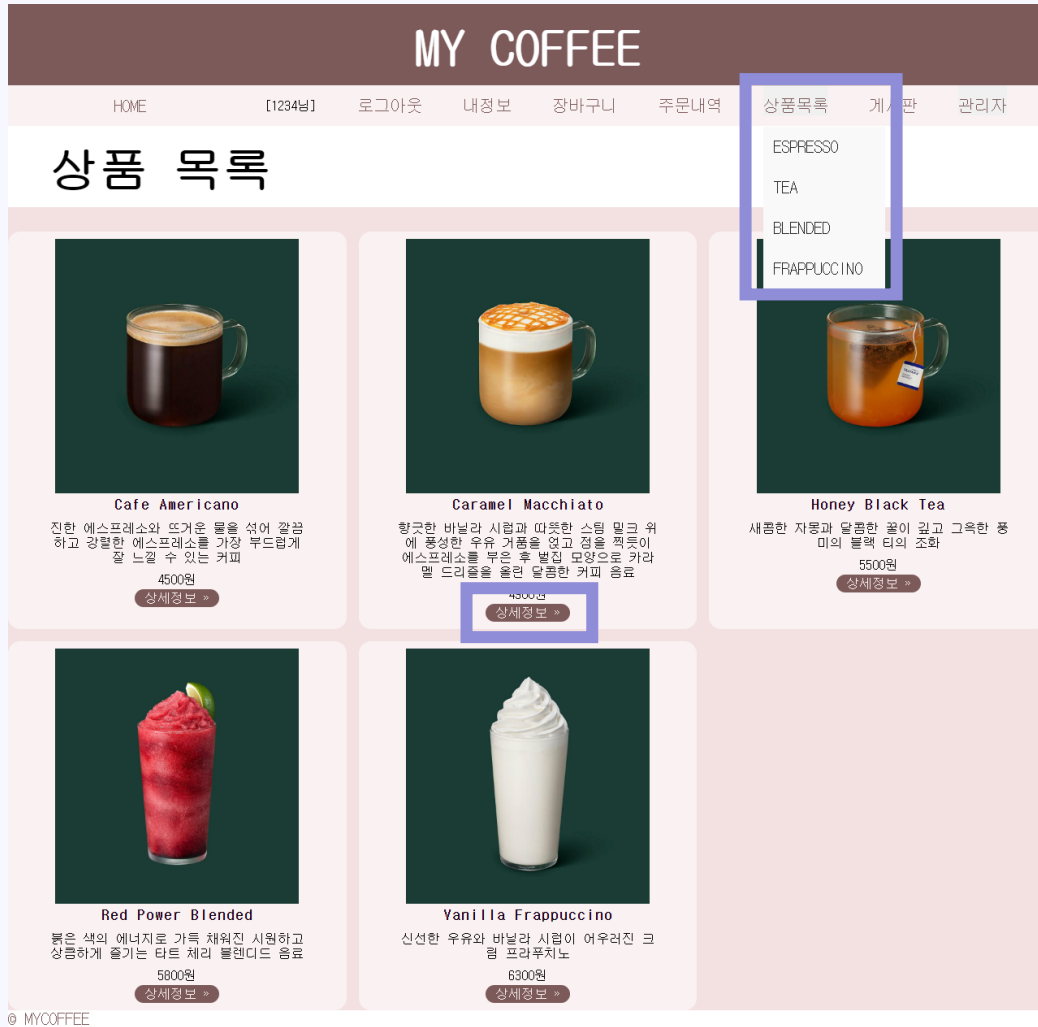 MY COFFEE
HOME [1234님] 로그아웃 내정보 장바구니 주문내역 상품목록 게시판 관리자
상품 목록
ESPRESSO
TEA
BLENDED
FRAPPUCCINO
Cafe Americano
진한 에스프레소와 뜨거운 물을 섞어 깔끔
하고 강렬한 에스프레소를 가장 부드럽게
잘 느낄 수 있는 커피
4500원
상세정보 »
Caramel Macchiato
향긋한 바닐라 시럽과 따뜻한 스팀 밀크 위
에 풍성한 우유 거품을 얹고 점을 찍듯이
에스프레소를 부은 후 벌집 모양으로 카라
멜 드리즐을 올린 달콤한 커피 음료
상세정보 »
Honey Black Tea
새콤한 자몽과 달콤한 꿀이 깊고 그윽한 풍
미의 블랙 티의 조화
5500원
상세정보 »
Red Power Blended
붉은 색의 에너지로 가득 채워진 시원하고
상큼하게 즐기는 타트 체리 블렌디드 음료
5800원
상세정보 »
Vanilla Frappuccino
신선한 우유와 바닐라 시럽이 어우러진 크
림 프라푸치노
6300원
상세정보 »
© MYCOFFEE